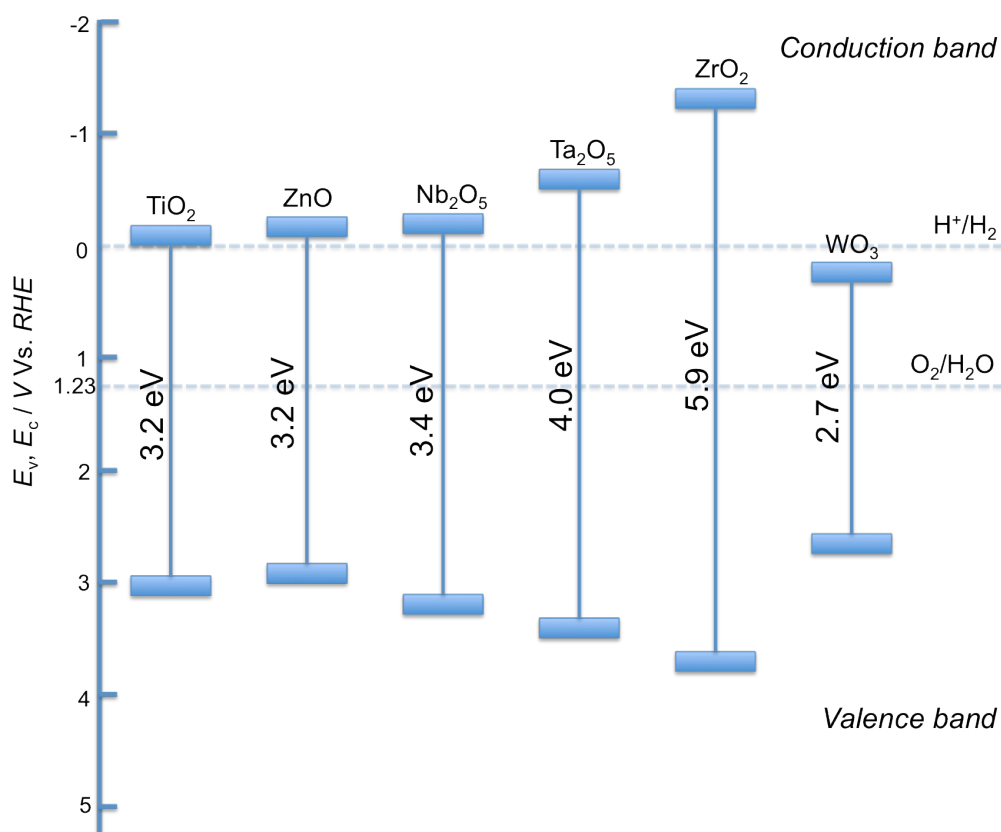 -2
Conduction band
ZrO₂
-1
Ta₂O₅
Nb₂O₅
ZnO
TiO₂
H⁺/H₂
0
WO₃
E_v, E_c / V Vs. RHE
1
O₂/H₂O
1.23
3.2 eV
3.2 eV
3.4 eV
4.0 eV
5.9 eV
2.7 eV
2
3
4
Valence band
5